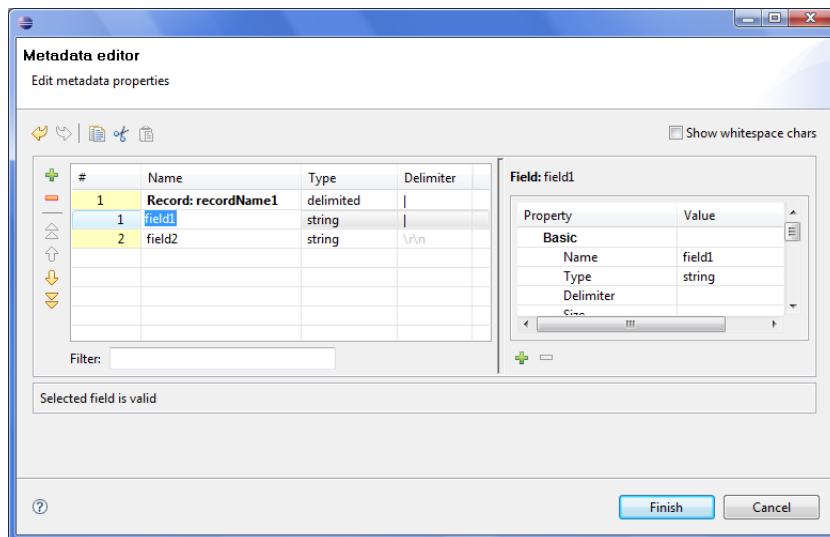 Metadata editor
Edit metadata properties
Show whitespace chars
# Name Type Delimiter
1 Record: recordName1 delimited |
1 field1 string |
2 field2 string \r\n
Filter:
Field: field1
Property Value
Basic
Name field1
Type string
Delimiter
Size
Selected field is valid
Finish Cancel